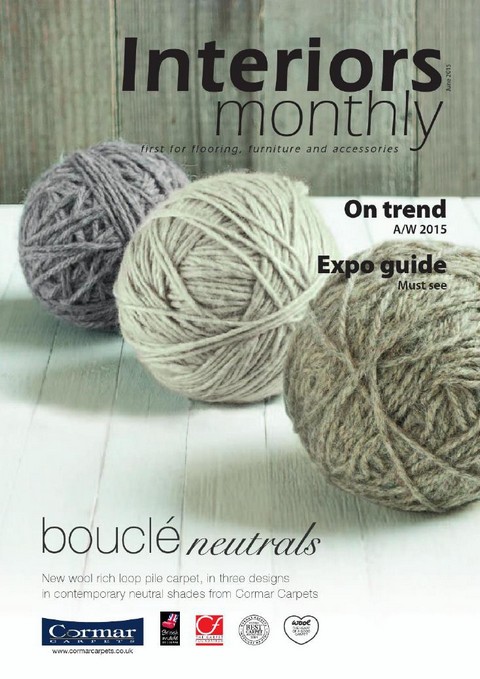 Interiors
monthly
June 2015
first for flooring, furniture and accessories
On trend
A/W 2015
Expo guide
Must see
bouclé neutrals
New wool rich loop pile carpet, in three designs
in contemporary neutral shades from Cormar Carpets
Cormar
CARPETS
www.cormarcarpets.co.uk